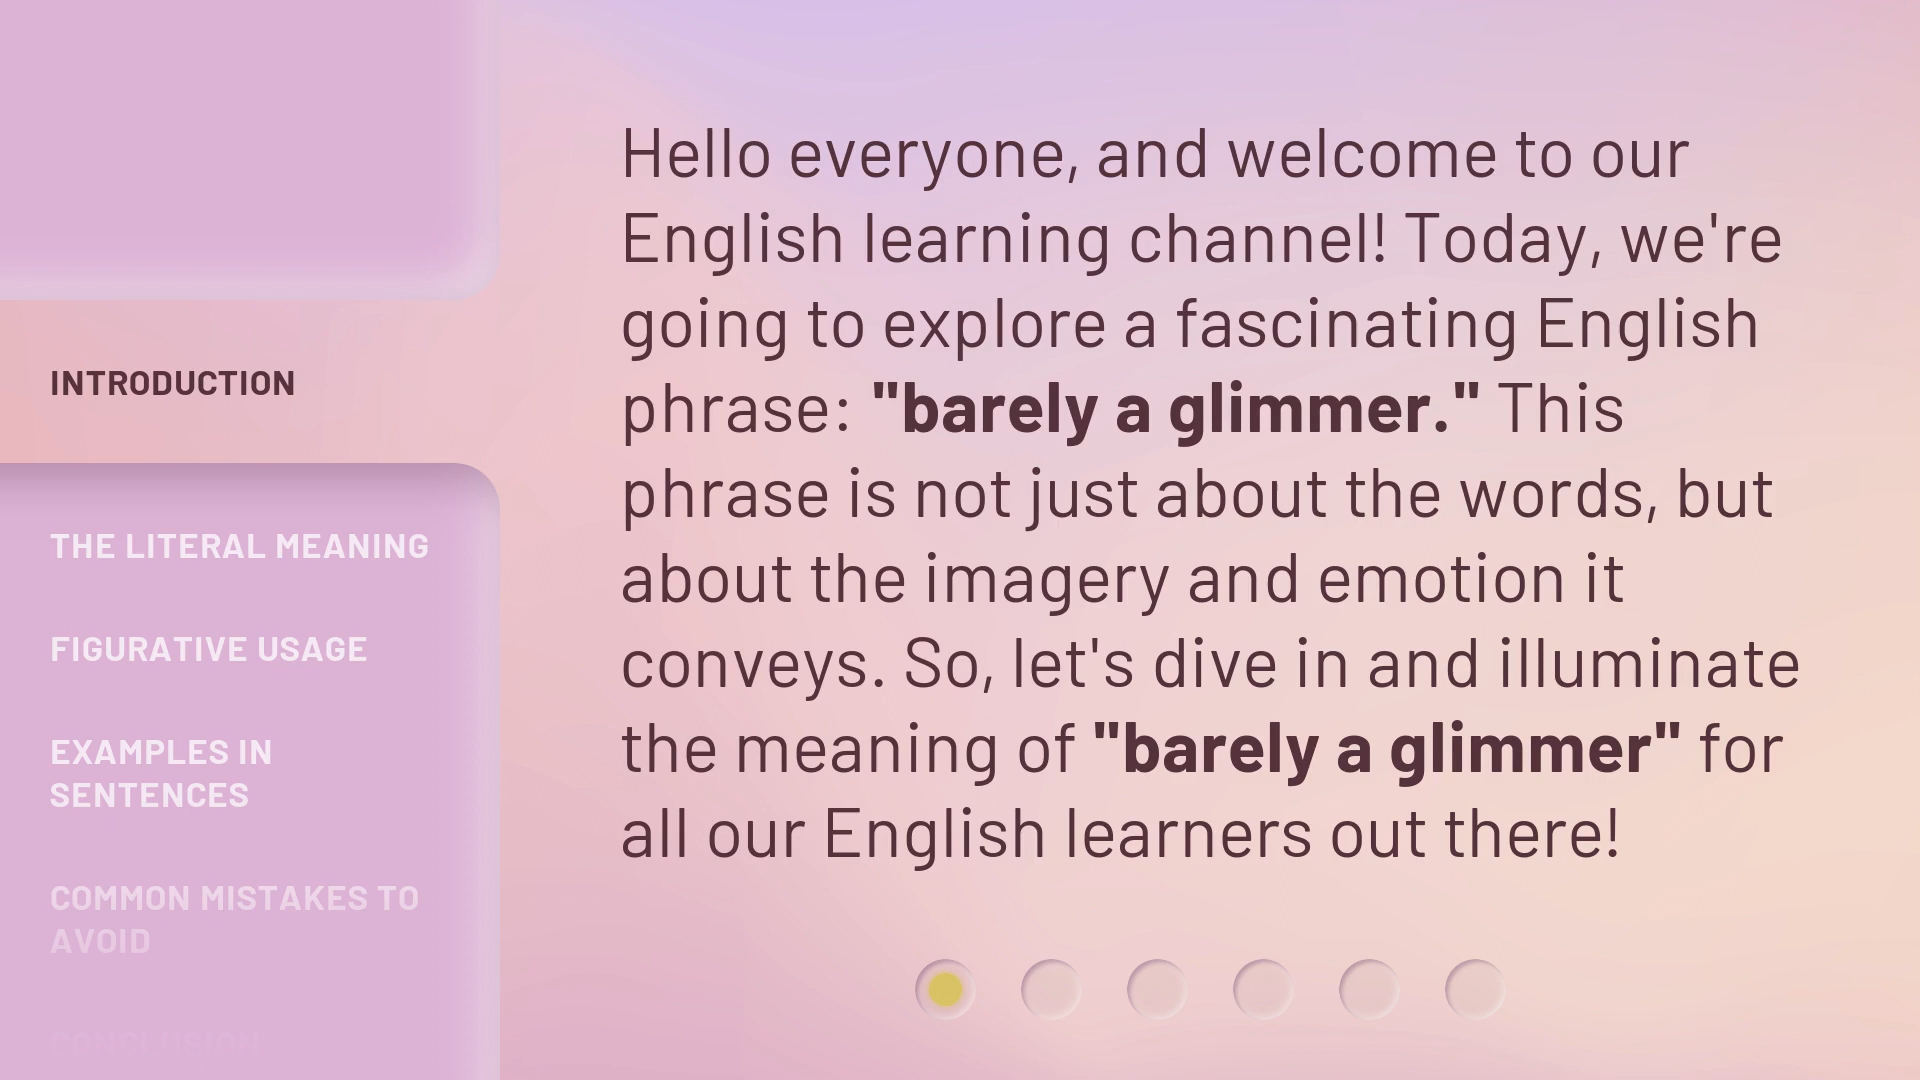 INTRODUCTION
THE LITERAL MEANING
FIGURATIVE USAGE
EXAMPLES IN
SENTENCES
COMMON MISTAKES TO
AVOID
CONCLUSION
Hello everyone, and welcome to our
English learning channel! Today, we're
going to explore a fascinating English
phrase: "barely a glimmer." This
phrase is not just about the words, but
about the imagery and emotion it
conveys. So, let's dive in and illuminate
the meaning of "barely a glimmer" for
all our English learners out there!